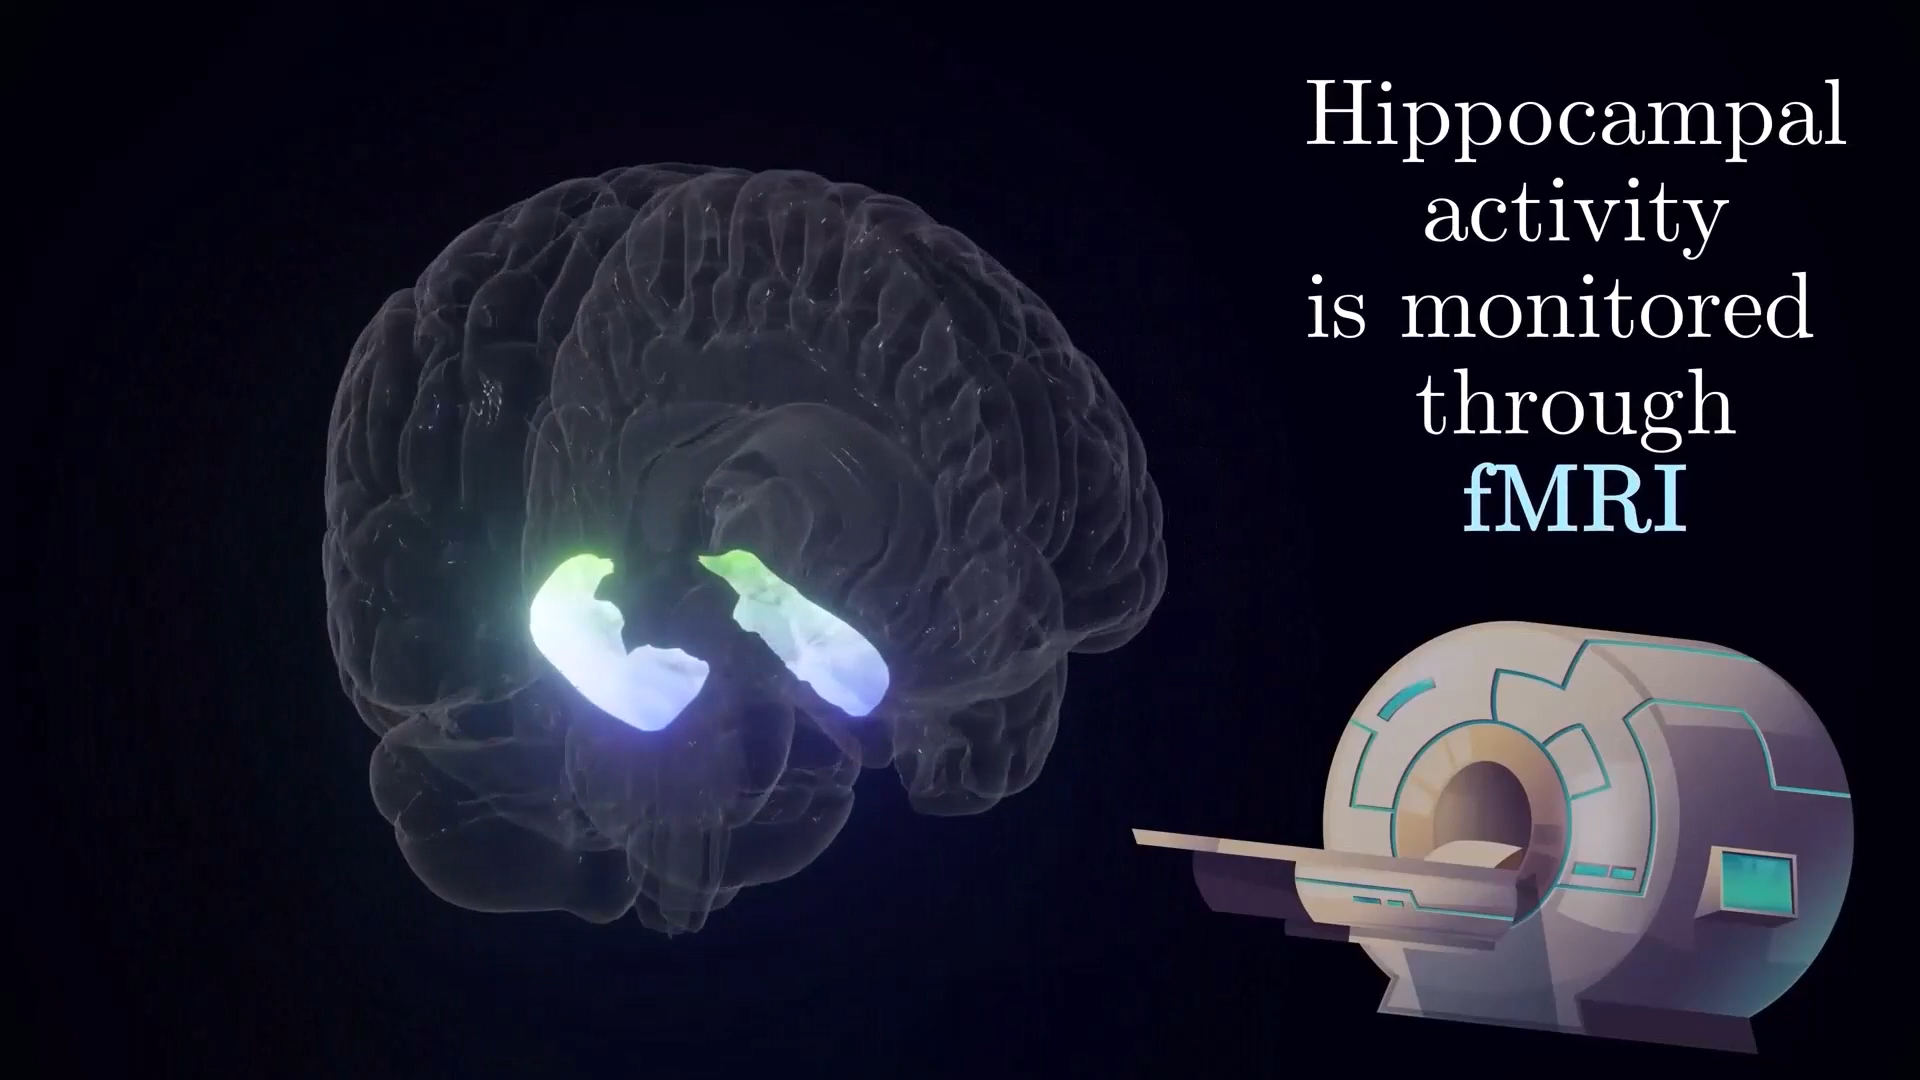 Hippocampal
activity
is monitored
through
fMRI